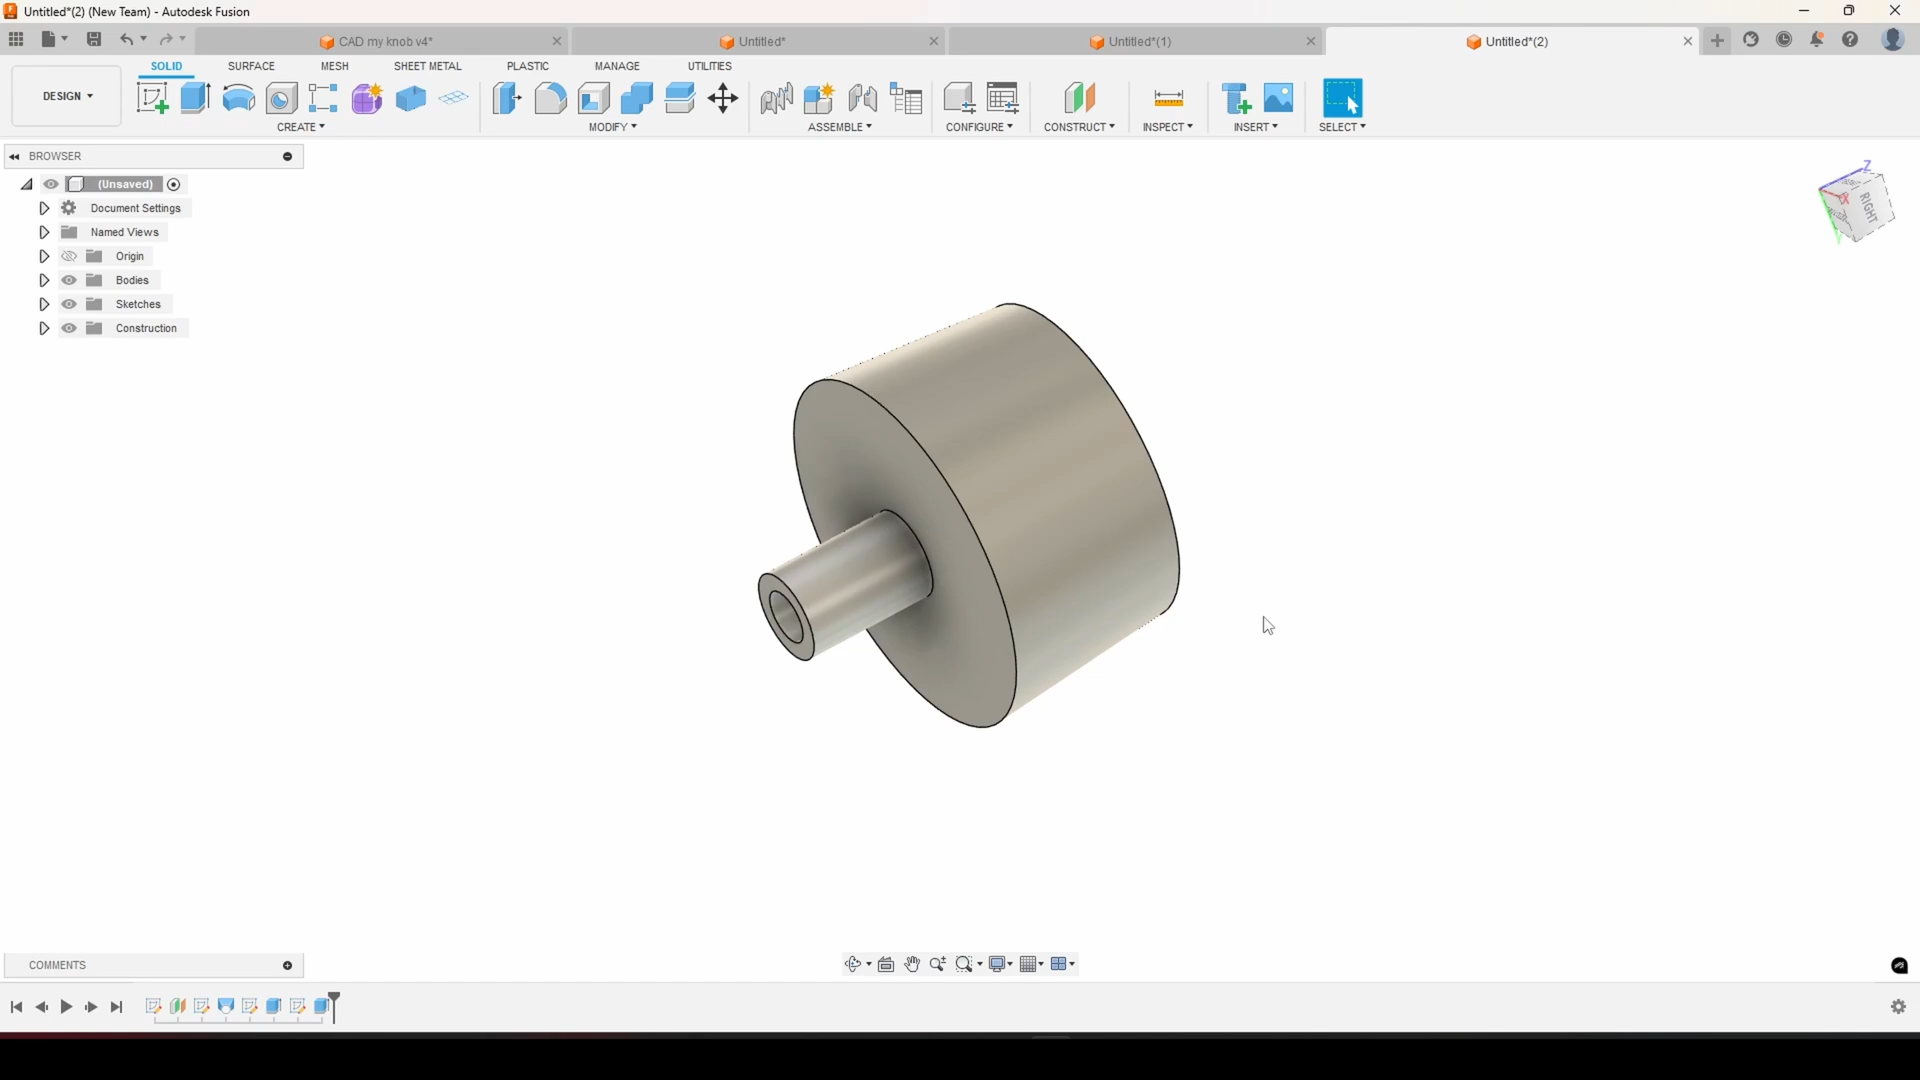 Untitled*(2) (New Team) - Autodesk Fusion
CAD my knob v4*
Untitled*
Untitled*(1)
Untitled*(2)
SOLID SURFACE MESH SHEET METAL PLASTIC MANAGE UTILITIES
DESIGN
CREATE MODIFY ASSEMBLE CONFIGURE CONSTRUCT INSPECT INSERT SELECT
BROWSER
(Unsaved)
Document Settings
Named Views
Origin
Bodies
Sketches
Construction
Z
X
Y
RIGHT
COMMENTS